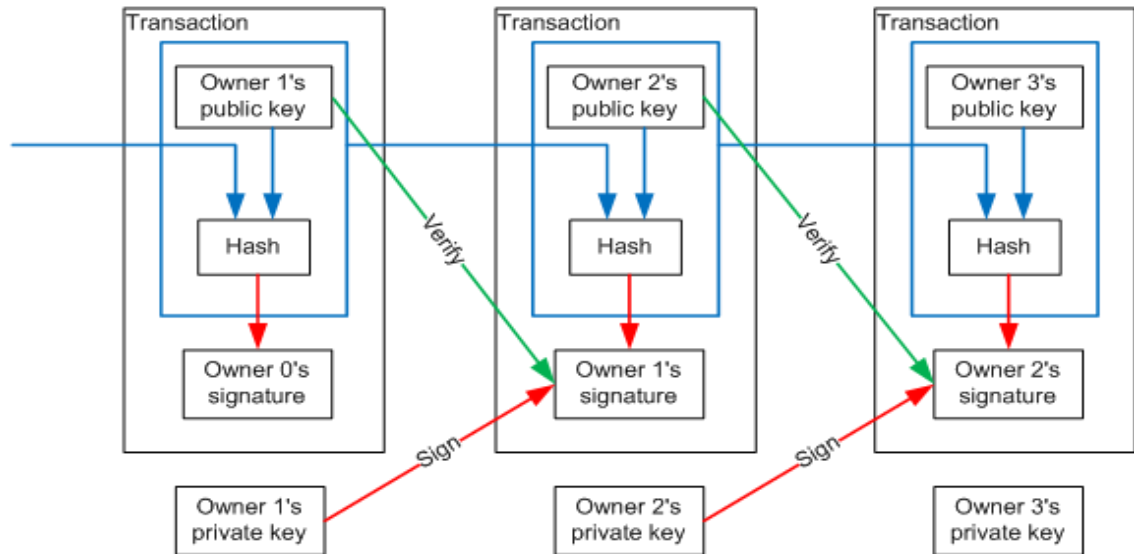 Transaction
Owner 1's
public key
Hash
Owner 0's
signature
Owner 1's
private key
Verify
Sign
Transaction
Owner 2's
public key
Hash
Owner 1's
signature
Owner 2's
private key
Verify
Sign
Transaction
Owner 3's
public key
Hash
Owner 2's
signature
Owner 3's
private key